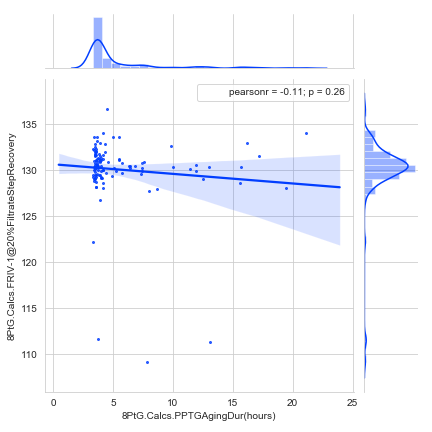 pearsonr = -0.11; p = 0.26
135
130
125
120
115
110
8PtG.Calcs.FRIV-1@20%FiltrateStepRecovery
0 5 10 15 20 25
8PtG.Calcs.PPTGAgingDur(hours)